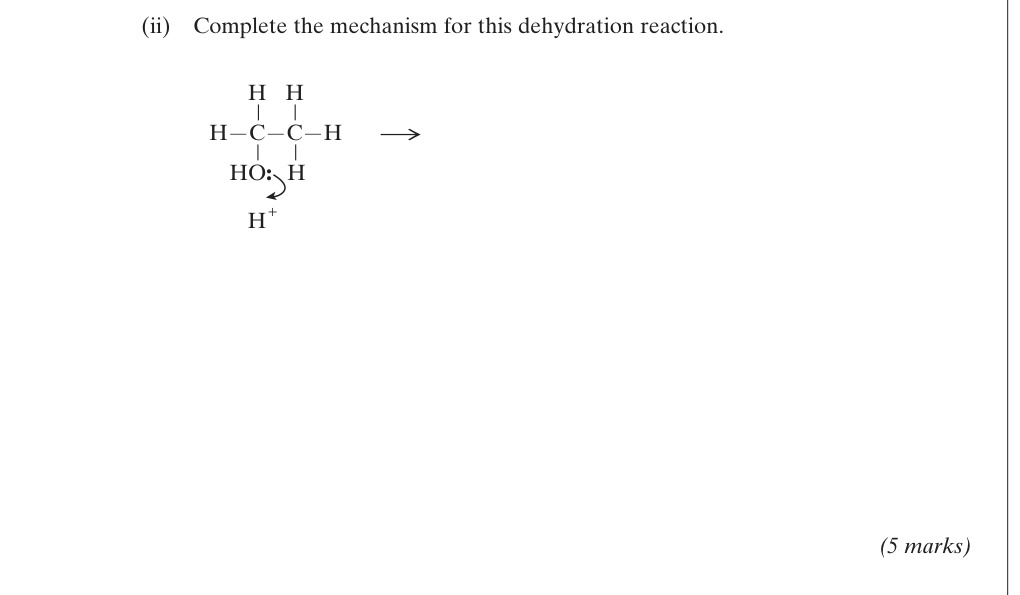 (ii) Complete the mechanism for this dehydration reaction.
H H
H–C–C–H ⟶
HO: H
H⁺
(5 marks)